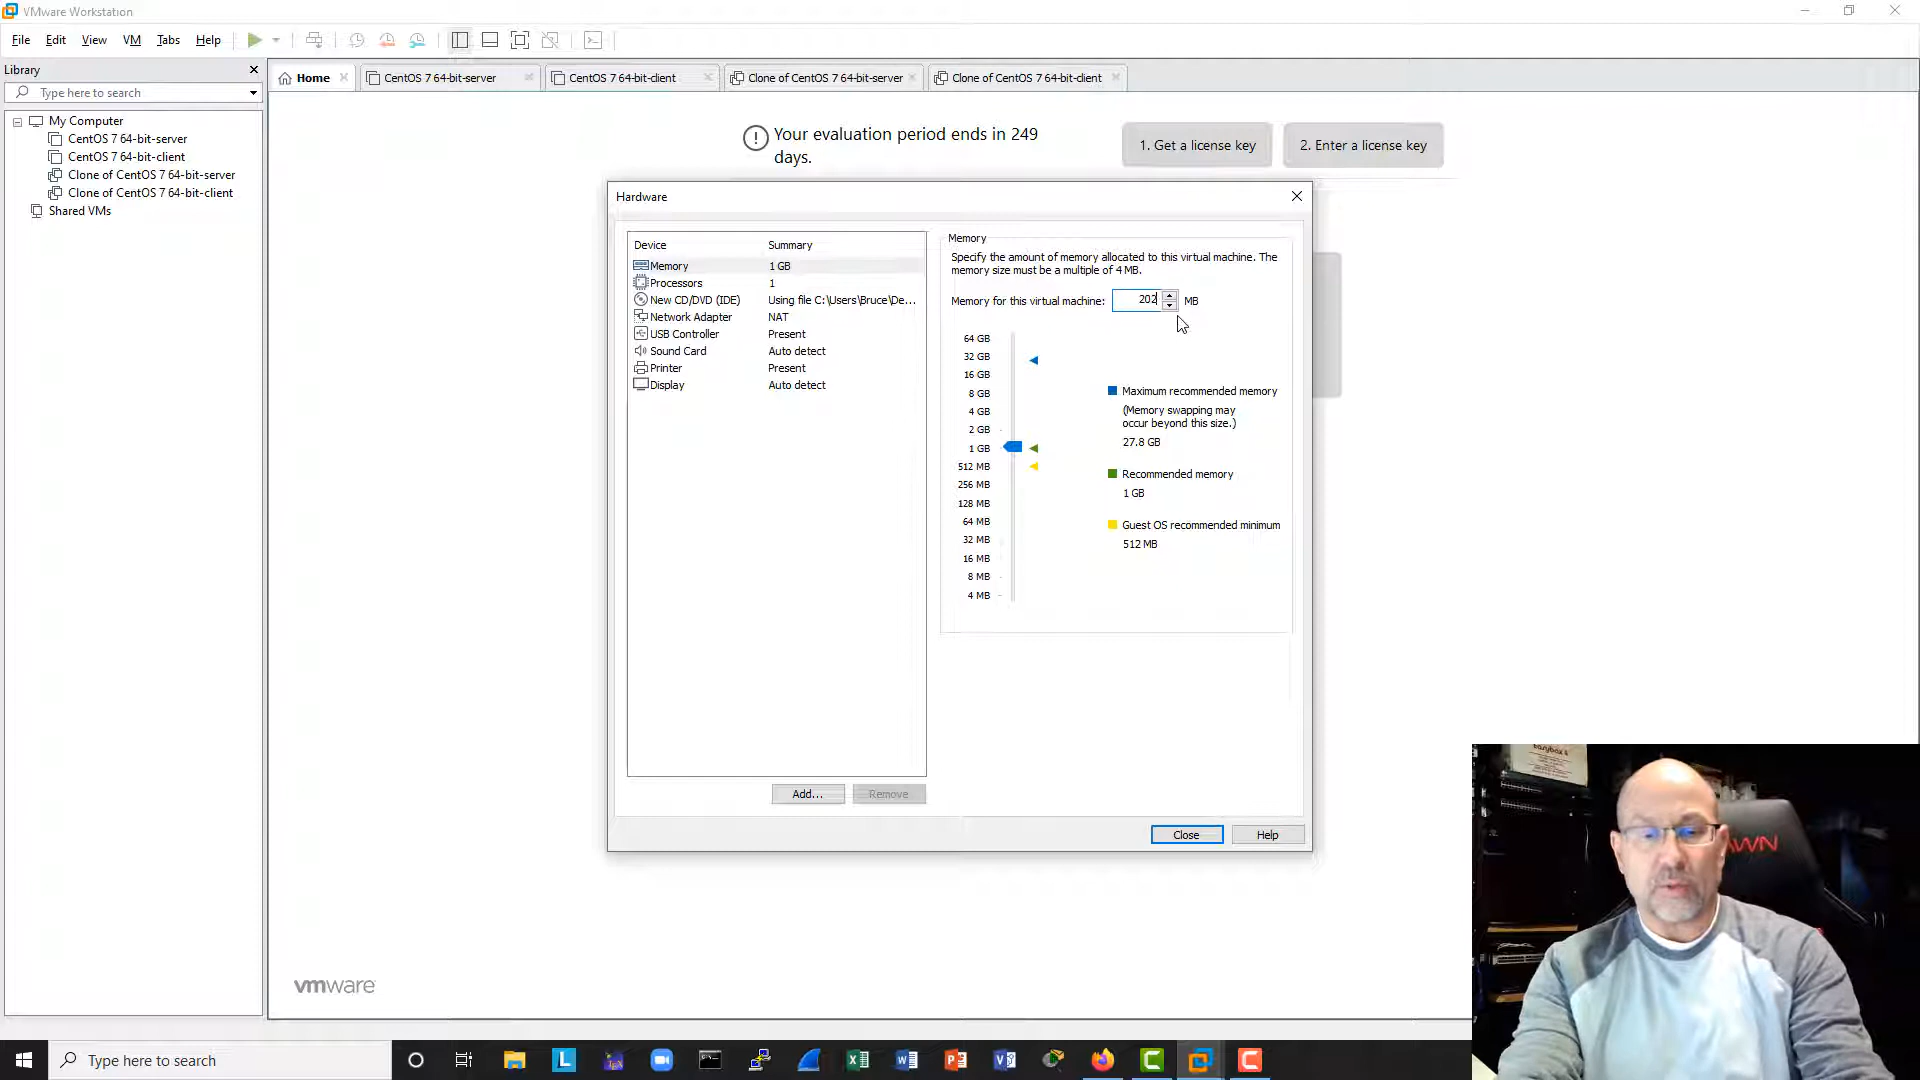 VMware Workstation
File Edit View VM Tabs Help
Library
Type here to search
My Computer
CentOS 7 64-bit-server
CentOS 7 64-bit-client
Clone of CentOS 7 64-bit-server
Clone of CentOS 7 64-bit-client
Shared VMs
Home
CentOS 7 64-bit-server
CentOS 7 64-bit-client
Clone of CentOS 7 64-bit-server
Clone of CentOS 7 64-bit-client
Your evaluation period ends in 249
days.
1. Get a license key
2. Enter a license key
Hardware
Device Summary
Memory 1 GB
Processors 1
New CD/DVD (IDE) Using file C:\Users\Bruce\De...
Network Adapter NAT
USB Controller Present
Sound Card Auto detect
Printer Present
Display Auto detect
Add...
Remove
Memory
Specify the amount of memory allocated to this virtual machine. The
memory size must be a multiple of 4 MB.
Memory for this virtual machine: 202 MB
64 GB
32 GB
16 GB
8 GB
4 GB
2 GB
1 GB
512 MB
256 MB
128 MB
64 MB
32 MB
16 MB
8 MB
4 MB
Maximum recommended memory
(Memory swapping may
occur beyond this size.)
27.8 GB
Recommended memory
1 GB
Guest OS recommended minimum
512 MB
Close
Help
vmware
easybox 4
AWN
Type here to search